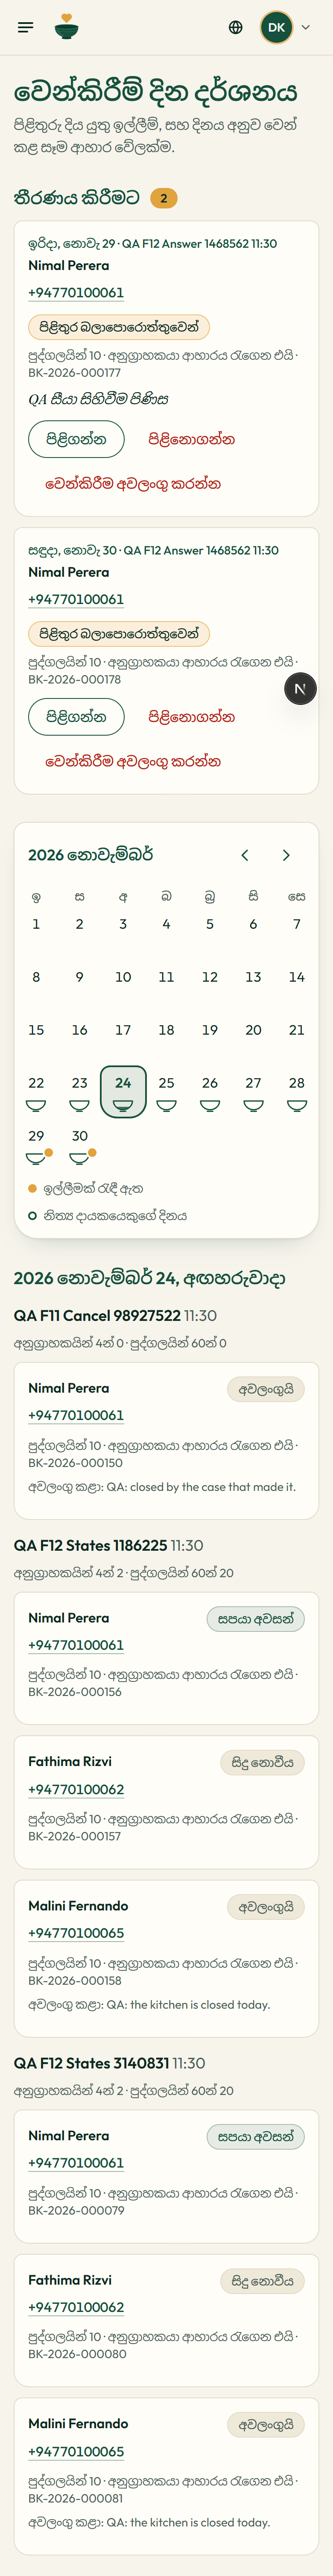 DK
වෙන්කිරීම් දින දර්ශනය
පිළිතුරු දිය යුතු ඉල්ලීම්, සහ දිනය අනුව වෙන්
කළ සෑම ආහාර වේලක්ම.
තීරණය කිරීමට 2
ඉරිදා, නොවැ 29 · QA F12 Answer 1468562 11:30
Nimal Perera
+94770100061
පිළිතුර බලාපොරොත්තුවෙන්
පුද්ගලයින් 10 · අනුග්‍රාහකයා ආහාරය රැගෙන එයි ·
BK-2026-000177
QA සීයා සිහිවීම පිණිස
පිළිගන්න
පිළිනොගන්න
වෙන්කිරීම අවලංගු කරන්න
සඳුදා, නොවැ 30 · QA F12 Answer 1468562 11:30
Nimal Perera
+94770100061
පිළිතුර බලාපොරොත්තුවෙන්
පුද්ගලයින් 10 · අනුග්‍රාහකයා ආහාරය රැගෙන එයි ·
BK-2026-000178
N
පිළිගන්න
පිළිනොගන්න
වෙන්කිරීම අවලංගු කරන්න
2026 නොවැම්බර්
ඉ ස අ බ බ්‍ර සි සෙ
1 2 3 4 5 6 7
8 9 10 11 12 13 14
15 16 17 18 19 20 21
22 23 24 25 26 27 28
29 30
ඉල්ලීමක් රැඳී ඇත
නිත්‍ය දායකයෙකුගේ දිනය
2026 නොවැම්බර් 24, අඟහරුවාදා
QA F11 Cancel 98927522 11:30
අනුග්‍රාහකයින් 4න් 0 · පුද්ගලයින් 60න් 0
Nimal Perera
අවලංගුයි
+94770100061
පුද්ගලයින් 10 · අනුග්‍රාහකයා ආහාරය රැගෙන එයි ·
BK-2026-000150
අවලංගු කළා: QA: closed by the case that made it.
QA F12 States 1186225 11:30
අනුග්‍රාහකයින් 4න් 2 · පුද්ගලයින් 60න් 20
Nimal Perera
සපයා අවසන්
+94770100061
පුද්ගලයින් 10 · අනුග්‍රාහකයා ආහාරය රැගෙන එයි ·
BK-2026-000156
Fathima Rizvi
සිදු නොවීය
+94770100062
පුද්ගලයින් 10 · අනුග්‍රාහකයා ආහාරය රැගෙන එයි ·
BK-2026-000157
Malini Fernando
අවලංගුයි
+94770100065
පුද්ගලයින් 10 · අනුග්‍රාහකයා ආහාරය රැගෙන එයි ·
BK-2026-000158
අවලංගු කළා: QA: the kitchen is closed today.
QA F12 States 3140831 11:30
අනුග්‍රාහකයින් 4න් 2 · පුද්ගලයින් 60න් 20
Nimal Perera
සපයා අවසන්
+94770100061
පුද්ගලයින් 10 · අනුග්‍රාහකයා ආහාරය රැගෙන එයි ·
BK-2026-000079
Fathima Rizvi
සිදු නොවීය
+94770100062
පුද්ගලයින් 10 · අනුග්‍රාහකයා ආහාරය රැගෙන එයි ·
BK-2026-000080
Malini Fernando
අවලංගුයි
+94770100065
පුද්ගලයින් 10 · අනුග්‍රාහකයා ආහාරය රැගෙන එයි ·
BK-2026-000081
අවලංගු කළා: QA: the kitchen is closed today.